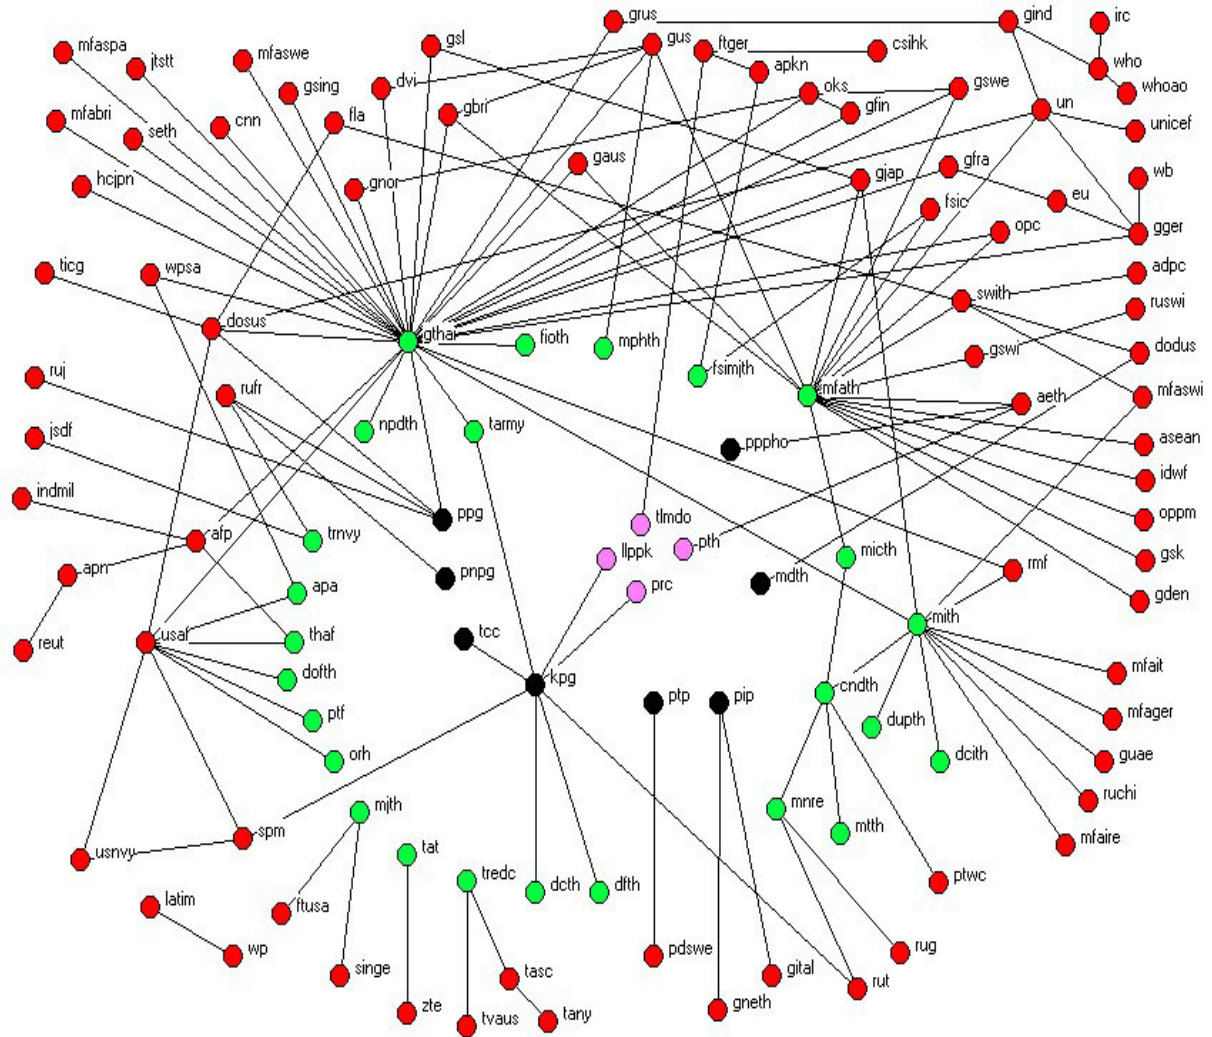 grus
gind
irc
mfaspa
jtstt
mfaswe
gsl
gus
ftger
csihk
who
apkn
gsing
dvi
oks
gswe
whoao
mfabri
seth
cnn
fla
gbri
gfin
un
unicef
hcjpn
gnor
gaus
gjap
gfra
wb
fsic
eu
opc
gger
ticg
wpsa
adpc
swith
ruswi
dosus
gthai
fioth
mphth
gswi
dodus
ruj
rufr
fsimjth
mfath
aeth
mfaswi
jsdf
npdth
tarmy
pppho
asean
indmil
idwf
rafp
trnvy
ppg
tlmdo
pth
oppm
apn
apa
pnpg
llppk
prc
mdth
micth
rmf
gsk
gden
reut
usaf
thaf
tcc
mith
dofth
kpg
ptp
pip
cndth
mfait
ptf
dupth
mfager
orh
dcith
guae
mjth
mnre
ruchi
usnvy
spm
tat
tredc
mtth
mfaire
latim
ftusa
dcth
dfth
ptwc
wp
singe
pdswe
gital
rug
zte
tvaus
tasc
tany
gneth
rut